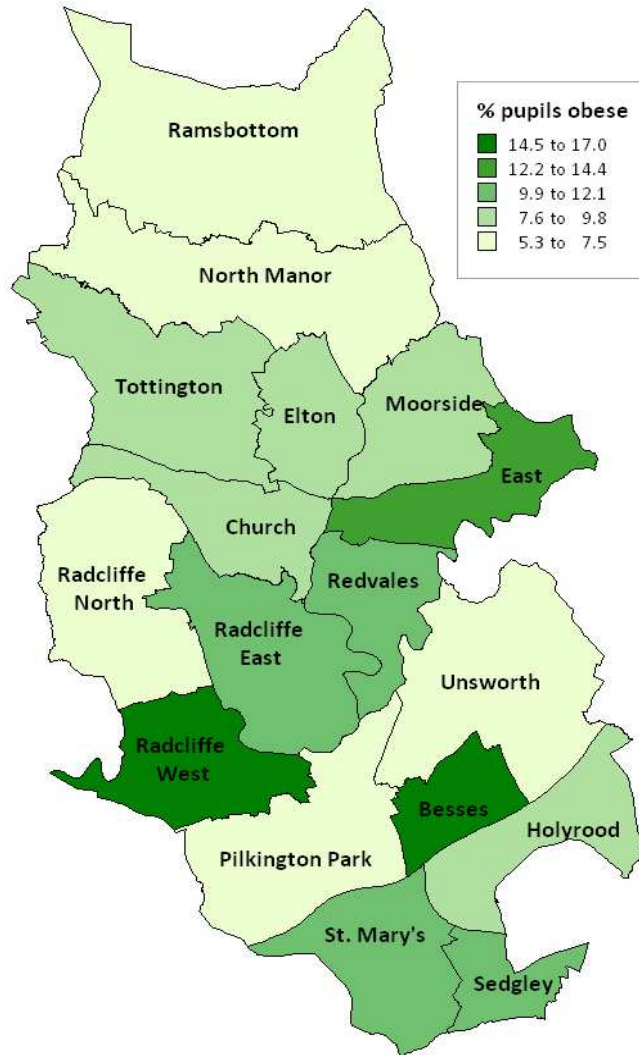 Ramsbottom
% pupils obese
14.5 to 17.0
12.2 to 14.4
9.9 to 12.1
7.6 to 9.8
5.3 to 7.5
North Manor
Tottington
Elton
Moorside
East
Church
Radcliffe
North
Redvales
Radcliffe
East
Unsworth
Radcliffe
West
Besses
Holyrood
Pilkington Park
St. Mary's
Sedgley